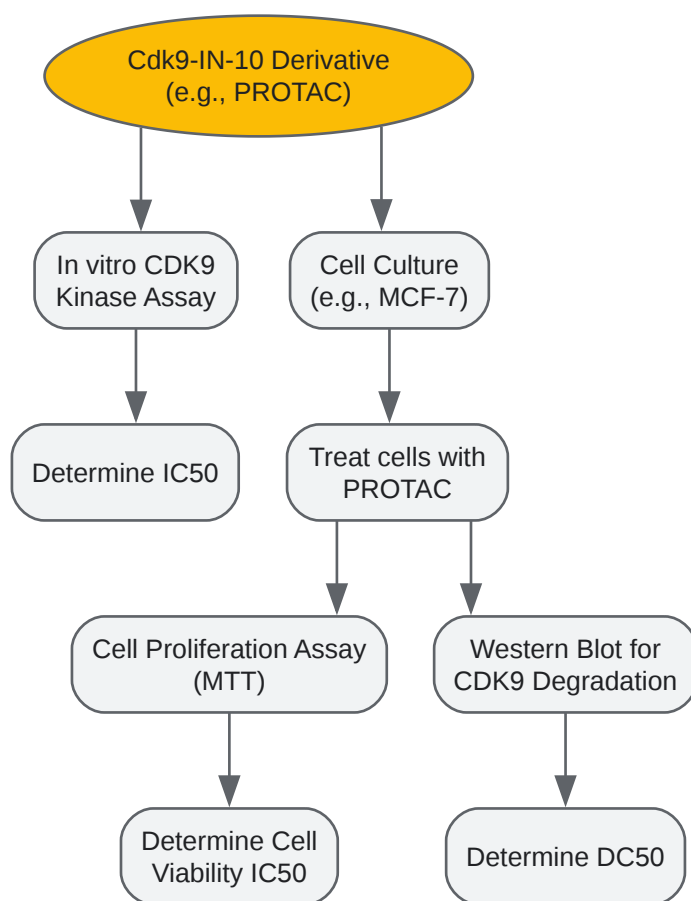 Cdk9-IN-10 Derivative
(e.g., PROTAC)
In vitro CDK9
Kinase Assay
Cell Culture
(e.g., MCF-7)
Determine IC50
Treat cells with
PROTAC
Cell Proliferation Assay
(MTT)
Western Blot for
CDK9 Degradation
Determine Cell
Viability IC50
Determine DC50